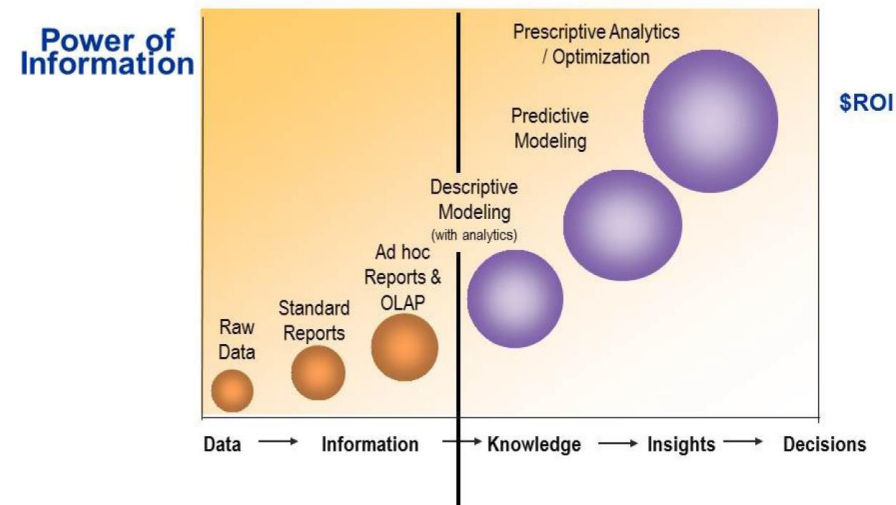 Power of
Information
Prescriptive Analytics
/ Optimization
$ROI
Predictive
Modeling
Descriptive
Modeling
(with analytics)
Ad hoc
Reports &
OLAP
Standard
Reports
Raw
Data
Data → Information → Knowledge → Insights → Decisions